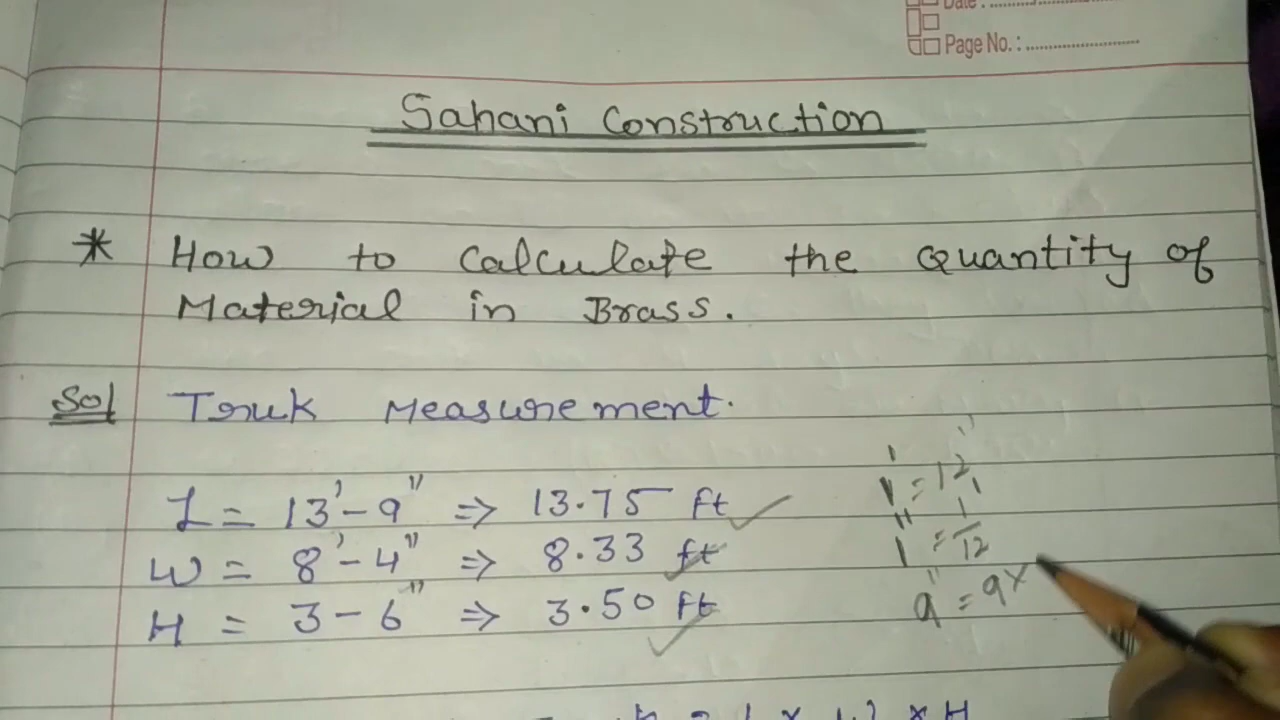 Date : 
Page No. : 
Sahani Construction
* How to Calculate the Quantity of
Material in Brass.
Sol Truk Measurement.
L = 13'-9" => 13.75 ft ✓
W = 8'-4" => 8.33 ft ✓
H = 3-6" => 3.50 ft ✓
1' = 12"
1" = 1'/12
9" = 9x
= L x W x H